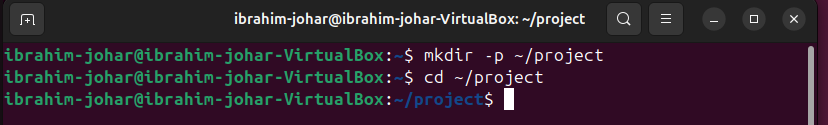 ibrahim-johar@ibrahim-johar-VirtualBox: ~/project
ibrahim-johar@ibrahim-johar-VirtualBox:~$ mkdir -p ~/project
ibrahim-johar@ibrahim-johar-VirtualBox:~$ cd ~/project
ibrahim-johar@ibrahim-johar-VirtualBox:~/project$